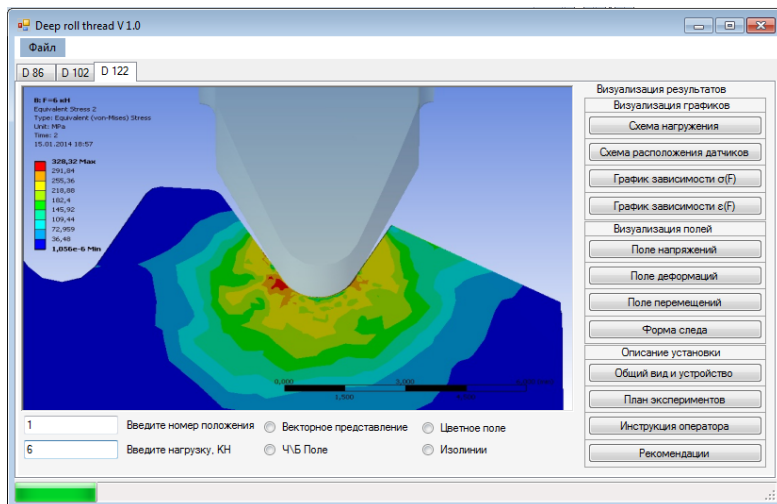 Deep roll thread V 1.0
Файл
D 86
D 102
D 122
B: F=6 кН
Equivalent Stress 2
Type: Equivalent (von-Mises) Stress
Unit: MPa
Time: 2
15.01.2014 18:57
328,32 Max
291,84
255,36
218,88
182,4
145,92
109,44
72,959
36,48
1,056e-6 Min
0,000
3,000
1,500
1
Введите номер положения
Векторное представление
Цветное поле
6
Введите нагрузку, КН
Ч\Б Поле
Изолинии
Визуализация результатов
Визуализация графиков
Схема нагружения
Схема расположения датчиков
График зависимости σ(F)
График зависимости ε(F)
Визуализация полей
Поле напряжений
Поле деформаций
Поле перемещений
Форма следа
Описание установки
Общий вид и устройство
План экспериментов
Инструкция оператора
Рекомендации